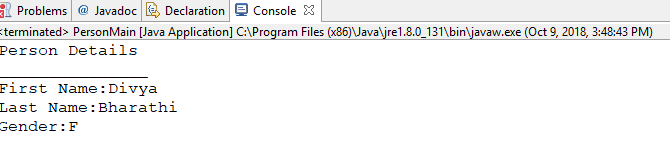 Problems @ Javadoc Declaration Console
<terminated> PersonMain [Java Application] C:\Program Files (x86)\Java\jre1.8.0_131\bin\javaw.exe (Oct 9, 2018, 3:48:43 PM)
Person Details
_______________
First Name:Divya
Last Name:Bharathi
Gender:F